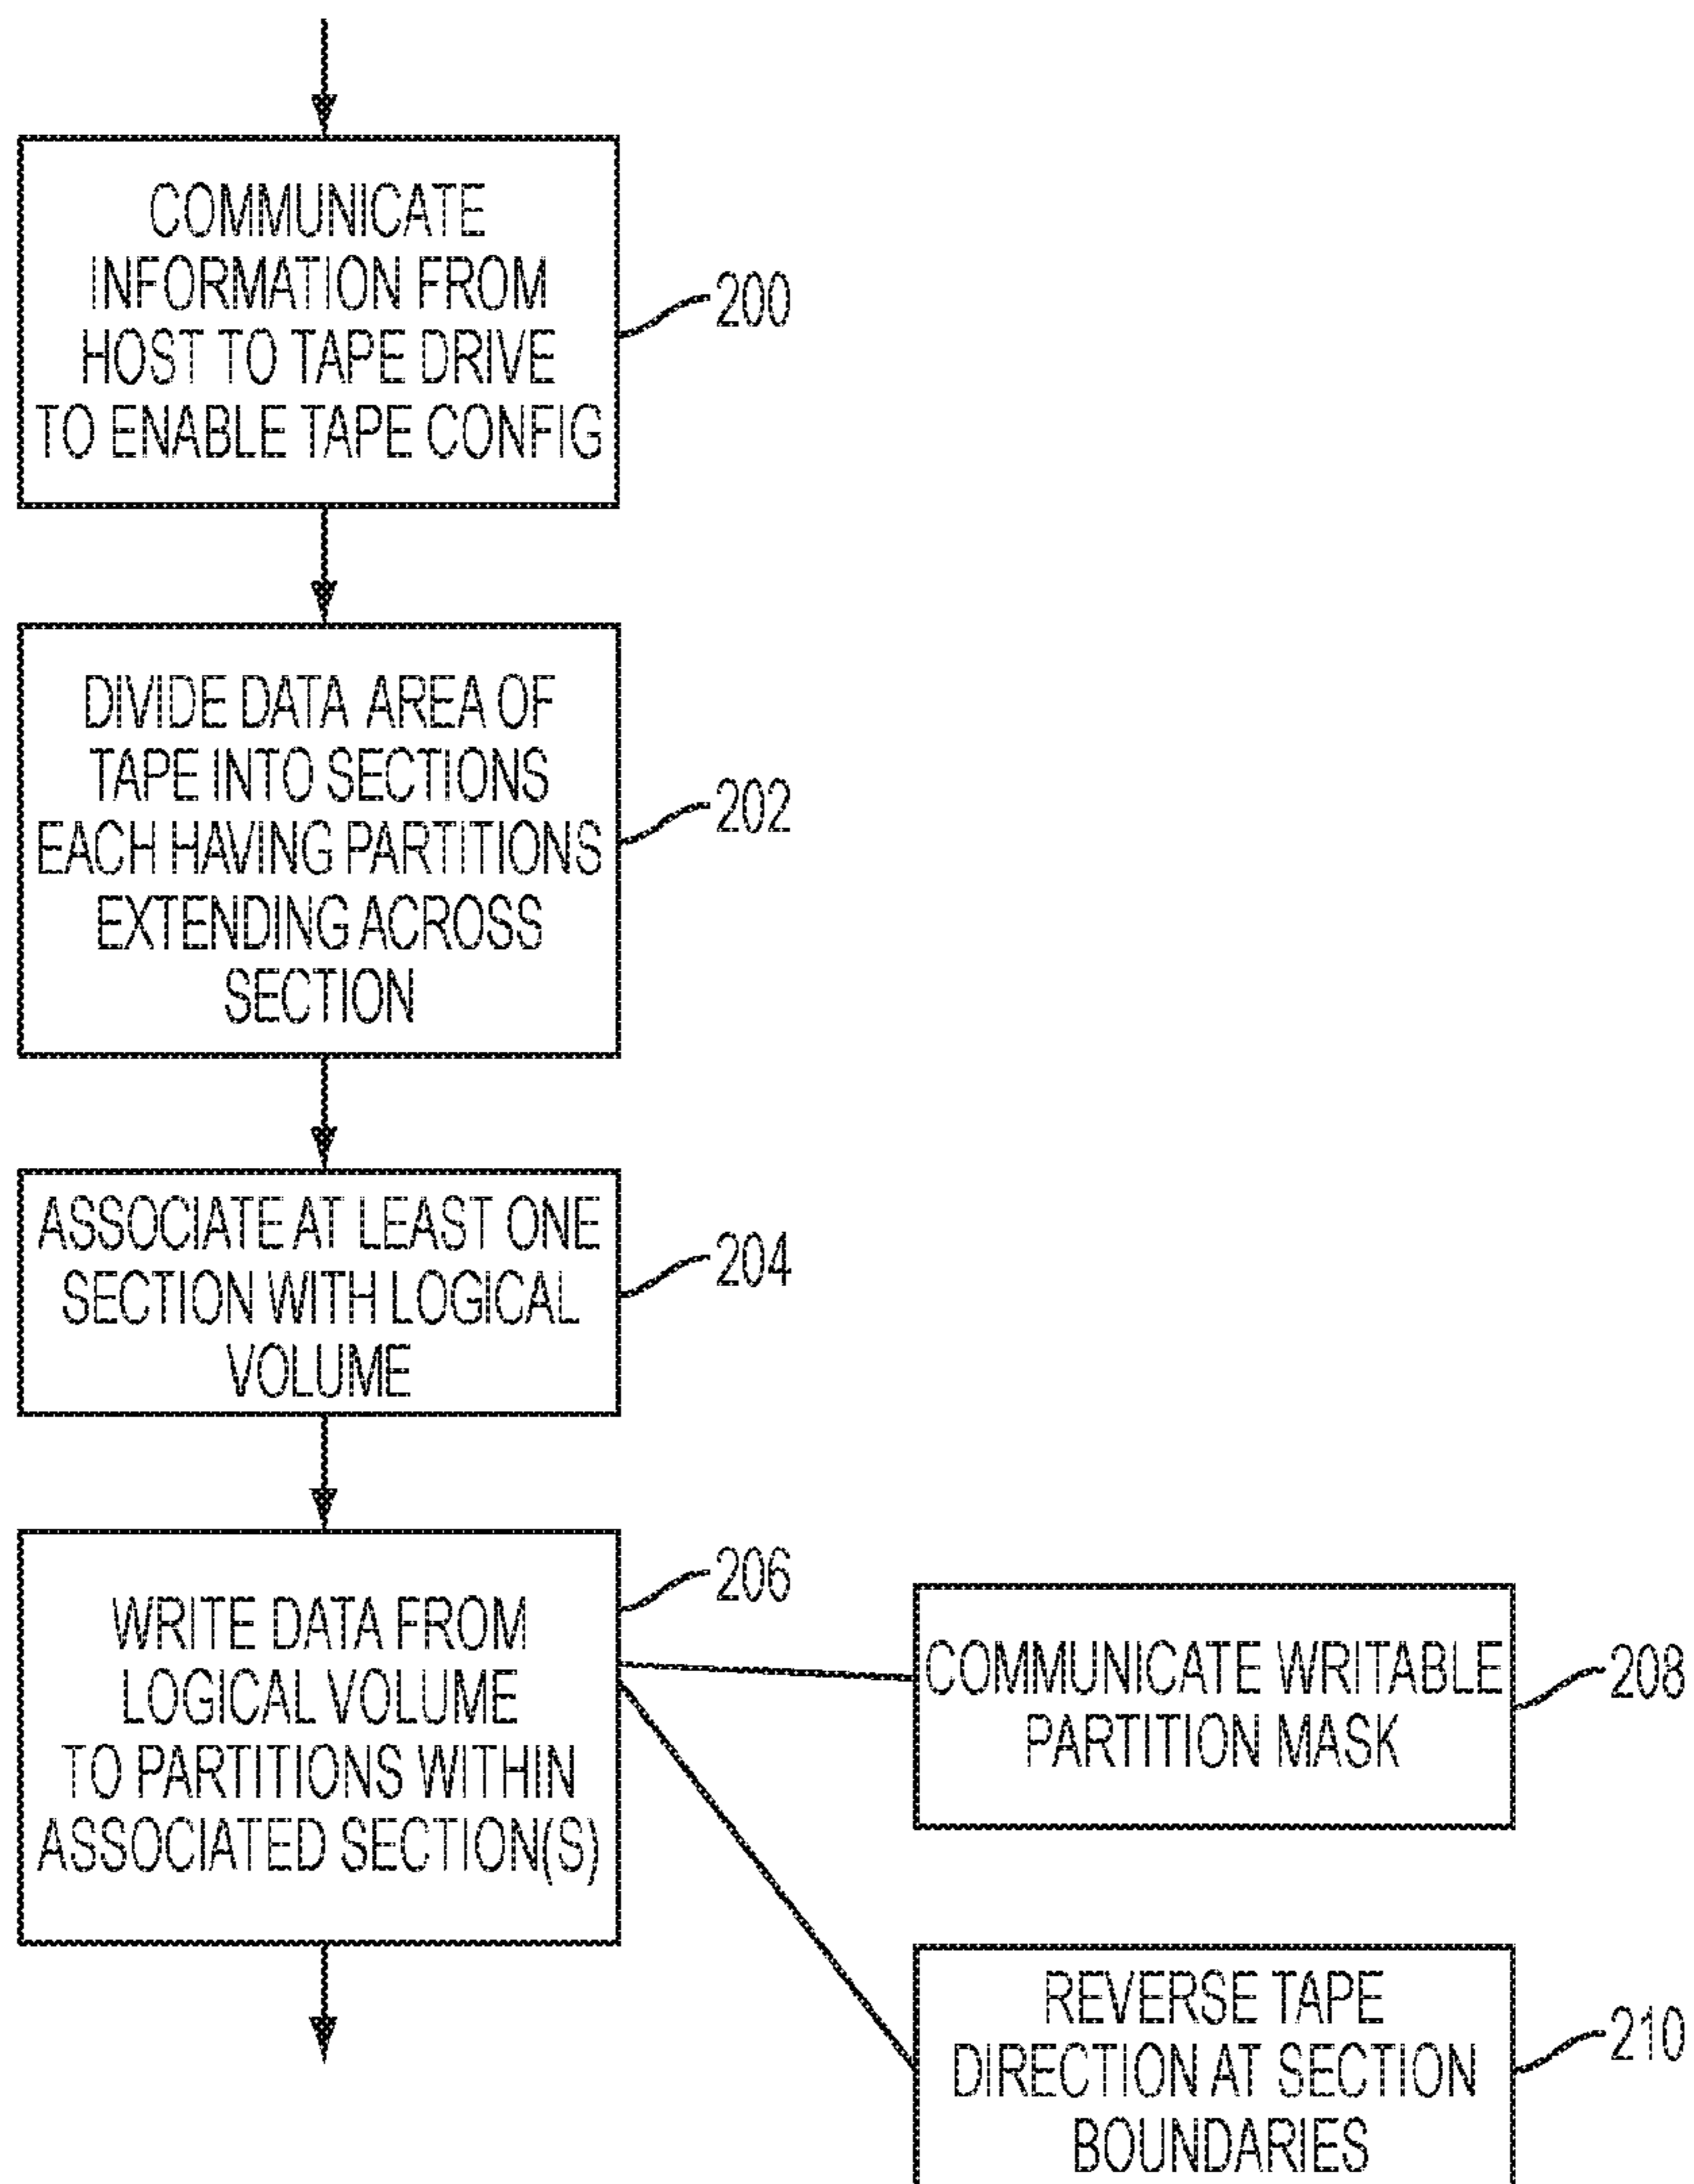 COMMUNICATE
INFORMATION FROM
HOST TO TAPE DRIVE
TO ENABLE TAPE CONFIG
200
DIVIDE DATA AREA OF
TAPE INTO SECTIONS
EACH HAVING PARTITIONS
EXTENDING ACROSS
SECTION
202
ASSOCIATE AT LEAST ONE
SECTION WITH LOGICAL
VOLUME
204
WRITE DATA FROM
LOGICAL VOLUME
TO PARTITIONS WITHIN
ASSOCIATED SECTION(S)
206
COMMUNICATE WRITABLE
PARTITION MASK
208
REVERSE TAPE
DIRECTION AT SECTION
BOUNDARIES
210